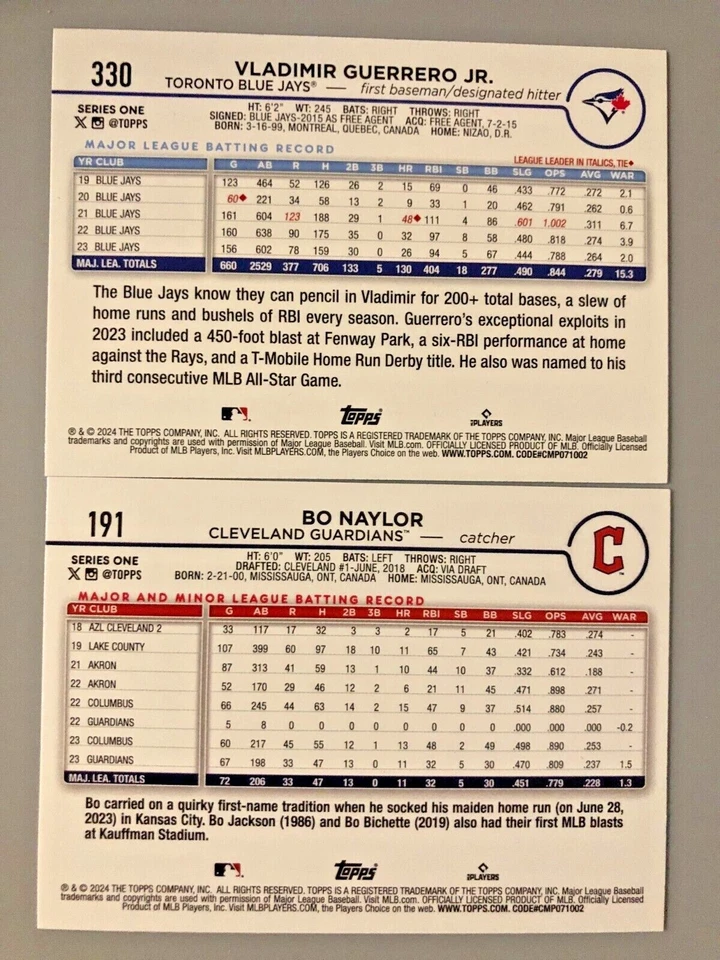 330
VLADIMIR GUERRERO JR.
TORONTO BLUE JAYS® — first baseman/designated hitter
SERIES ONE
@TOPPS
HT: 6'2" WT: 245 BATS: RIGHT THROWS: RIGHT
SIGNED: BLUE JAYS-2015 AS FREE AGENT ACQ: FREE AGENT, 7-2-15
BORN: 3-16-99, MONTREAL, QUEBEC, CANADA HOME: NIZAO, D.R.
MAJOR LEAGUE BATTING RECORD
LEAGUE LEADER IN ITALICS, TIE◆
YR CLUB G AB R H 2B 3B HR RBI SB BB SLG OPS AVG WAR
19 BLUE JAYS 123 464 52 126 26 2 15 69 0 46 .433 .772 .272 2.1
20 BLUE JAYS 60◆ 221 34 58 13 2 9 33 1 20 .462 .791 .262 0.6
21 BLUE JAYS 161 604 123 188 29 1 48◆ 111 4 86 .601 1.002 .311 6.7
22 BLUE JAYS 160 638 90 175 35 0 32 97 8 58 .480 .818 .274 3.9
23 BLUE JAYS 156 602 78 159 30 0 26 94 5 67 .444 .788 .264 2.0
MAJ. LEA. TOTALS 660 2529 377 706 133 5 130 404 18 277 .490 .844 .279 15.3
The Blue Jays know they can pencil in Vladimir for 200+ total bases, a slew of
home runs and bushels of RBI every season. Guerrero's exceptional exploits in
2023 included a 450-foot blast at Fenway Park, a six-RBI performance at home
against the Rays, and a T-Mobile Home Run Derby title. He also was named to his
third consecutive MLB All-Star Game.
Topps
PLAYERS
® & © 2024 THE TOPPS COMPANY, INC. ALL RIGHTS RESERVED. TOPPS IS A REGISTERED TRADEMARK OF THE TOPPS COMPANY, INC. Major League Baseball
trademarks and copyrights are used with permission of Major League Baseball. Visit MLB.com. OFFICIALLY LICENSED PRODUCT OF MLB. Officially Licensed
Product of MLB Players, Inc. Visit MLBPLAYERS.COM, the Players Choice on the web. WWW.TOPPS.COM. CODE#CMP071002
191
BO NAYLOR
CLEVELAND GUARDIANS™ — catcher
C
SERIES ONE
@TOPPS
HT: 6'0" WT: 205 BATS: LEFT THROWS: RIGHT
DRAFTED: CLEVELAND #1-JUNE, 2018 ACQ: VIA DRAFT
BORN: 2-21-00, MISSISSAUGA, ONT, CANADA HOME: MISSISSAUGA, ONT, CANADA
MAJOR AND MINOR LEAGUE BATTING RECORD
YR CLUB G AB R H 2B 3B HR RBI SB BB SLG OPS AVG WAR
18 AZL CLEVELAND 2 33 117 17 32 3 3 2 17 5 21 .402 .783 .274 -
19 LAKE COUNTY 107 399 60 97 18 10 11 65 7 43 .421 .734 .243 -
21 AKRON 87 313 41 59 13 1 10 44 10 37 .332 .612 .188 -
22 AKRON 52 170 29 46 12 2 6 21 11 45 .471 .898 .271 -
22 COLUMBUS 66 245 44 63 14 2 15 47 9 37 .514 .880 .257 -
22 GUARDIANS 5 8 0 0 0 0 0 0 0 0 .000 .000 .000 -0.2
23 COLUMBUS 60 217 45 55 12 1 13 48 2 49 .498 .890 .253 -
23 GUARDIANS 67 198 33 47 13 0 11 32 5 30 .470 .809 .237 1.5
MAJ. LEA. TOTALS 72 206 33 47 13 0 11 32 5 30 .451 .779 .228 1.3
Bo carried on a quirky first-name tradition when he socked his maiden home run (on June 28,
2023) in Kansas City. Bo Jackson (1986) and Bo Bichette (2019) also had their first MLB blasts
at Kauffman Stadium.
Topps
PLAYERS
® & © 2024 THE TOPPS COMPANY, INC. ALL RIGHTS RESERVED. TOPPS IS A REGISTERED TRADEMARK OF THE TOPPS COMPANY, INC. Major League Baseball
trademarks and copyrights are used with permission of Major League Baseball. Visit MLB.com. OFFICIALLY LICENSED PRODUCT OF MLB. Officially Licensed
Product of MLB Players, Inc. Visit MLBPLAYERS.COM, the Players Choice on the web. WWW.TOPPS.COM. CODE#CMP071002